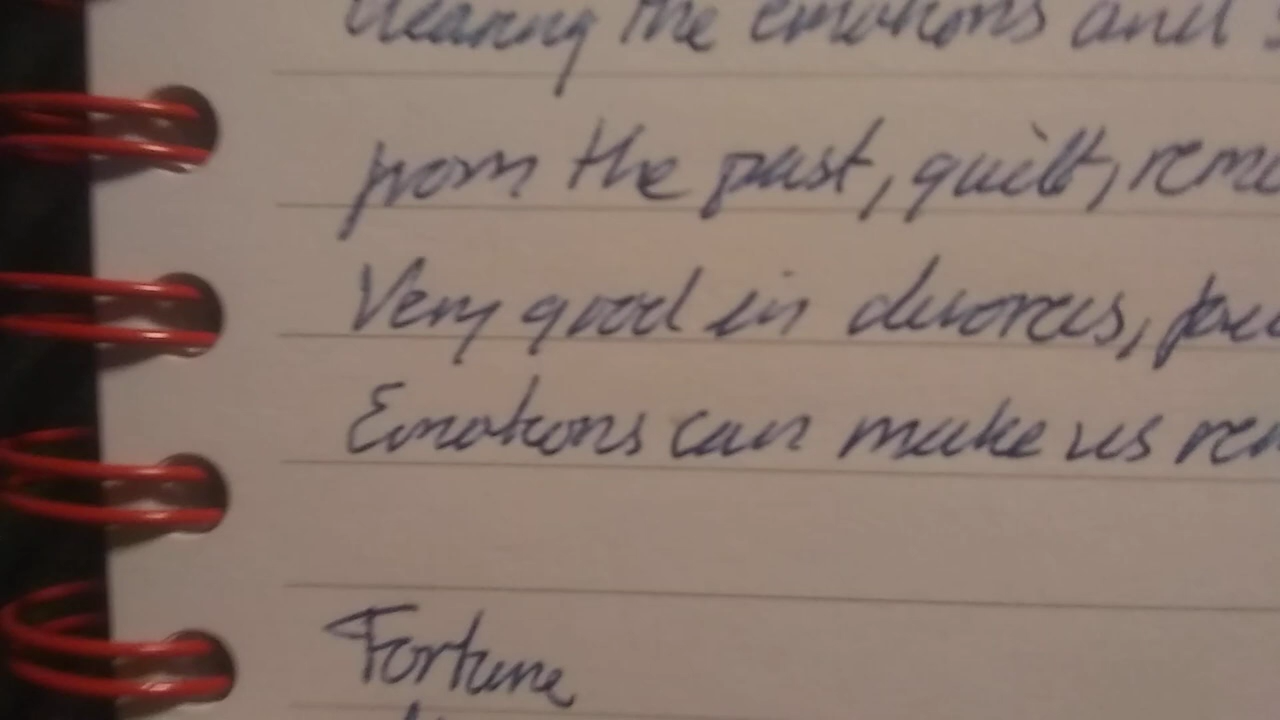 clearing the emotions and
from the past, guilt,
Very good in divorces,
Emotions can make us
Fortune